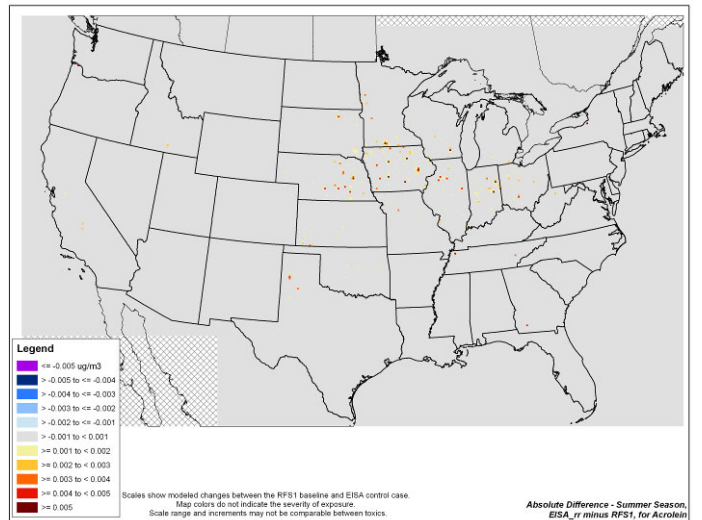 Legend
<= -0.005 ug/m3
> -0.005 to <= -0.004
> -0.004 to <= -0.003
> -0.003 to <= -0.002
> -0.002 to <= -0.001
> -0.001 to < 0.001
>= 0.001 to < 0.002
>= 0.002 to < 0.003
>= 0.003 to < 0.004
>= 0.004 to < 0.005
>= 0.005
Scales show modeled changes between the RFS1 baseline and EISA control case.
Map colors do not indicate the severity of exposure.
Scale range and increments may not be comparable between toxics.
Absolute Difference - Summer Season,
EISA_rr minus RFS1, for Acrolein